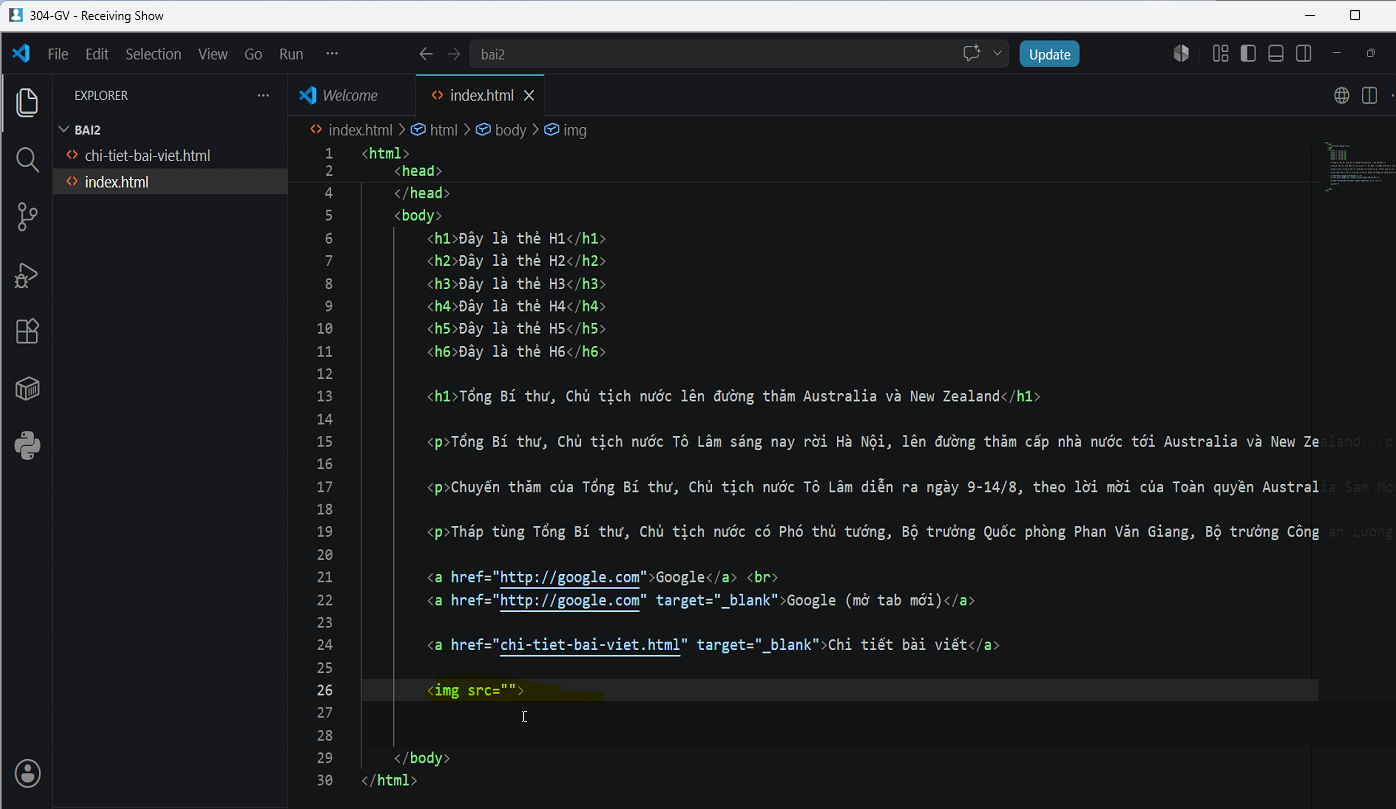 304-GV - Receiving Show
File Edit Selection View Go Run ··· bai2 Update
EXPLORER ···
Welcome index.html
BAI2
chi-tiet-bai-viet.html
index.html
index.html > html > body > img
1 <html>
2 <head>
4 </head>
5 <body>
6 <h1>Đây là thẻ H1</h1>
7 <h2>Đây là thẻ H2</h2>
8 <h3>Đây là thẻ H3</h3>
9 <h4>Đây là thẻ H4</h4>
10 <h5>Đây là thẻ H5</h5>
11 <h6>Đây là thẻ H6</h6>
12
13 <h1>Tổng Bí thư, Chủ tịch nước lên đường thăm Australia và New Zealand</h1>
14
15 <p>Tổng Bí thư, Chủ tịch nước Tô Lâm sáng nay rời Hà Nội, lên đường thăm cấp nhà nước tới Australia và New Zealand.</p
16
17 <p>Chuyến thăm của Tổng Bí thư, Chủ tịch nước Tô Lâm diễn ra ngày 9-14/8, theo lời mời của Toàn quyền Australia Sam Mo
18
19 <p>Tháp tùng Tổng Bí thư, Chủ tịch nước có Phó thủ tướng, Bộ trưởng Quốc phòng Phan Văn Giang, Bộ trưởng Công an Lương
20
21 <a href="http://google.com">Google</a> <br>
22 <a href="http://google.com" target="_blank">Google (mở tab mới)</a>
23
24 <a href="chi-tiet-bai-viet.html" target="_blank">Chi tiết bài viết</a>
25
26 <img src="">
27
28
29 </body>
30 </html>